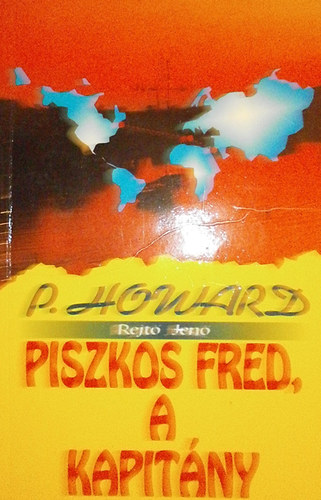 P. HOWARD
Rejtő Jenő
PISZKOS FRED,
A
KAPITÁNY